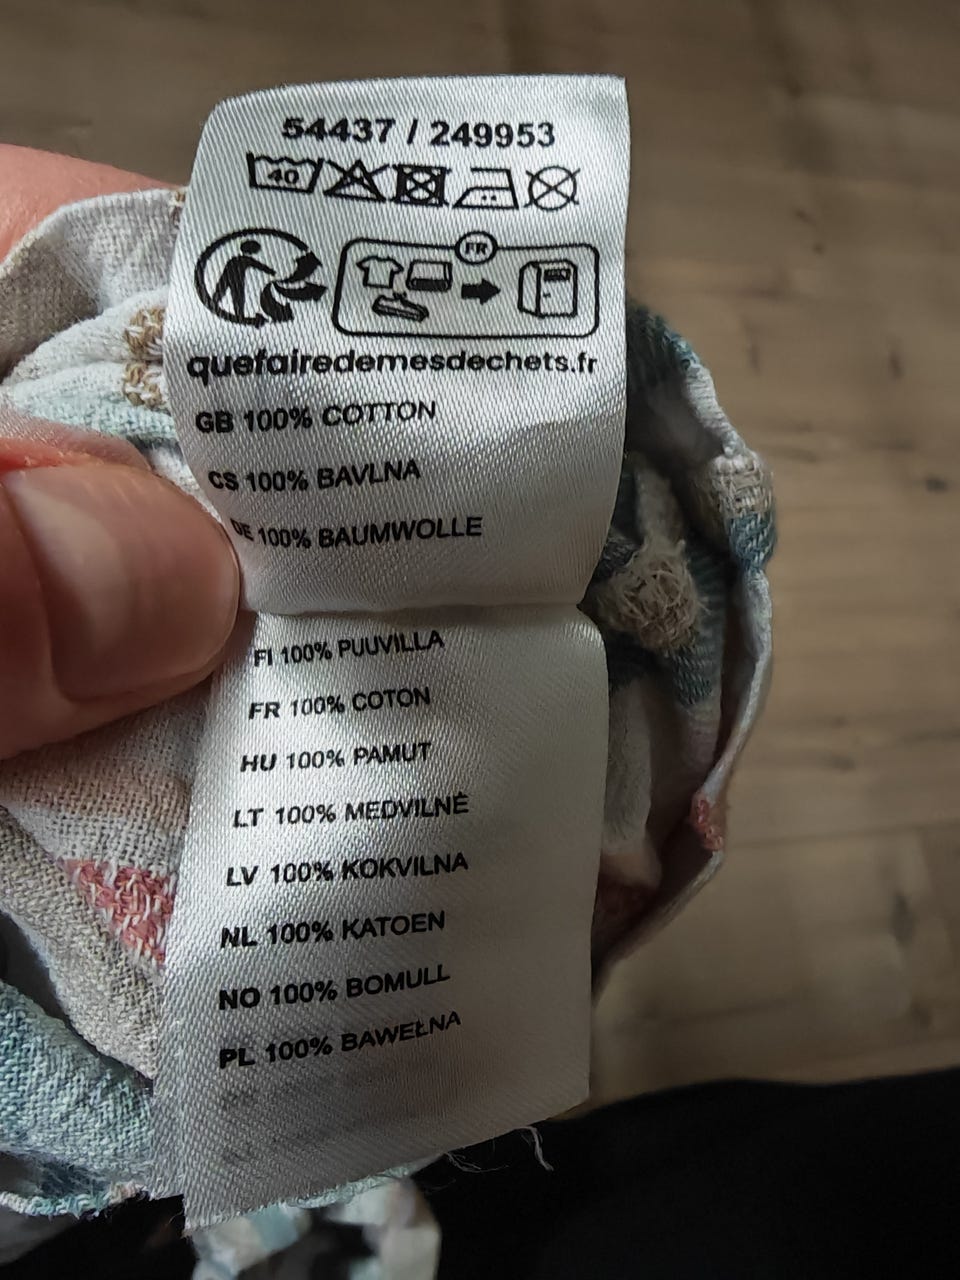 54437 / 249953
40
FR
quefairedemesdechets.fr
GB 100% COTTON
CS 100% BAVLNA
DE 100% BAUMWOLLE
FI 100% PUUVILLA
FR 100% COTON
HU 100% PAMUT
LT 100% MEDVILNĖ
LV 100% KOKVILNA
NL 100% KATOEN
NO 100% BOMULL
PL 100% BAWEŁNA